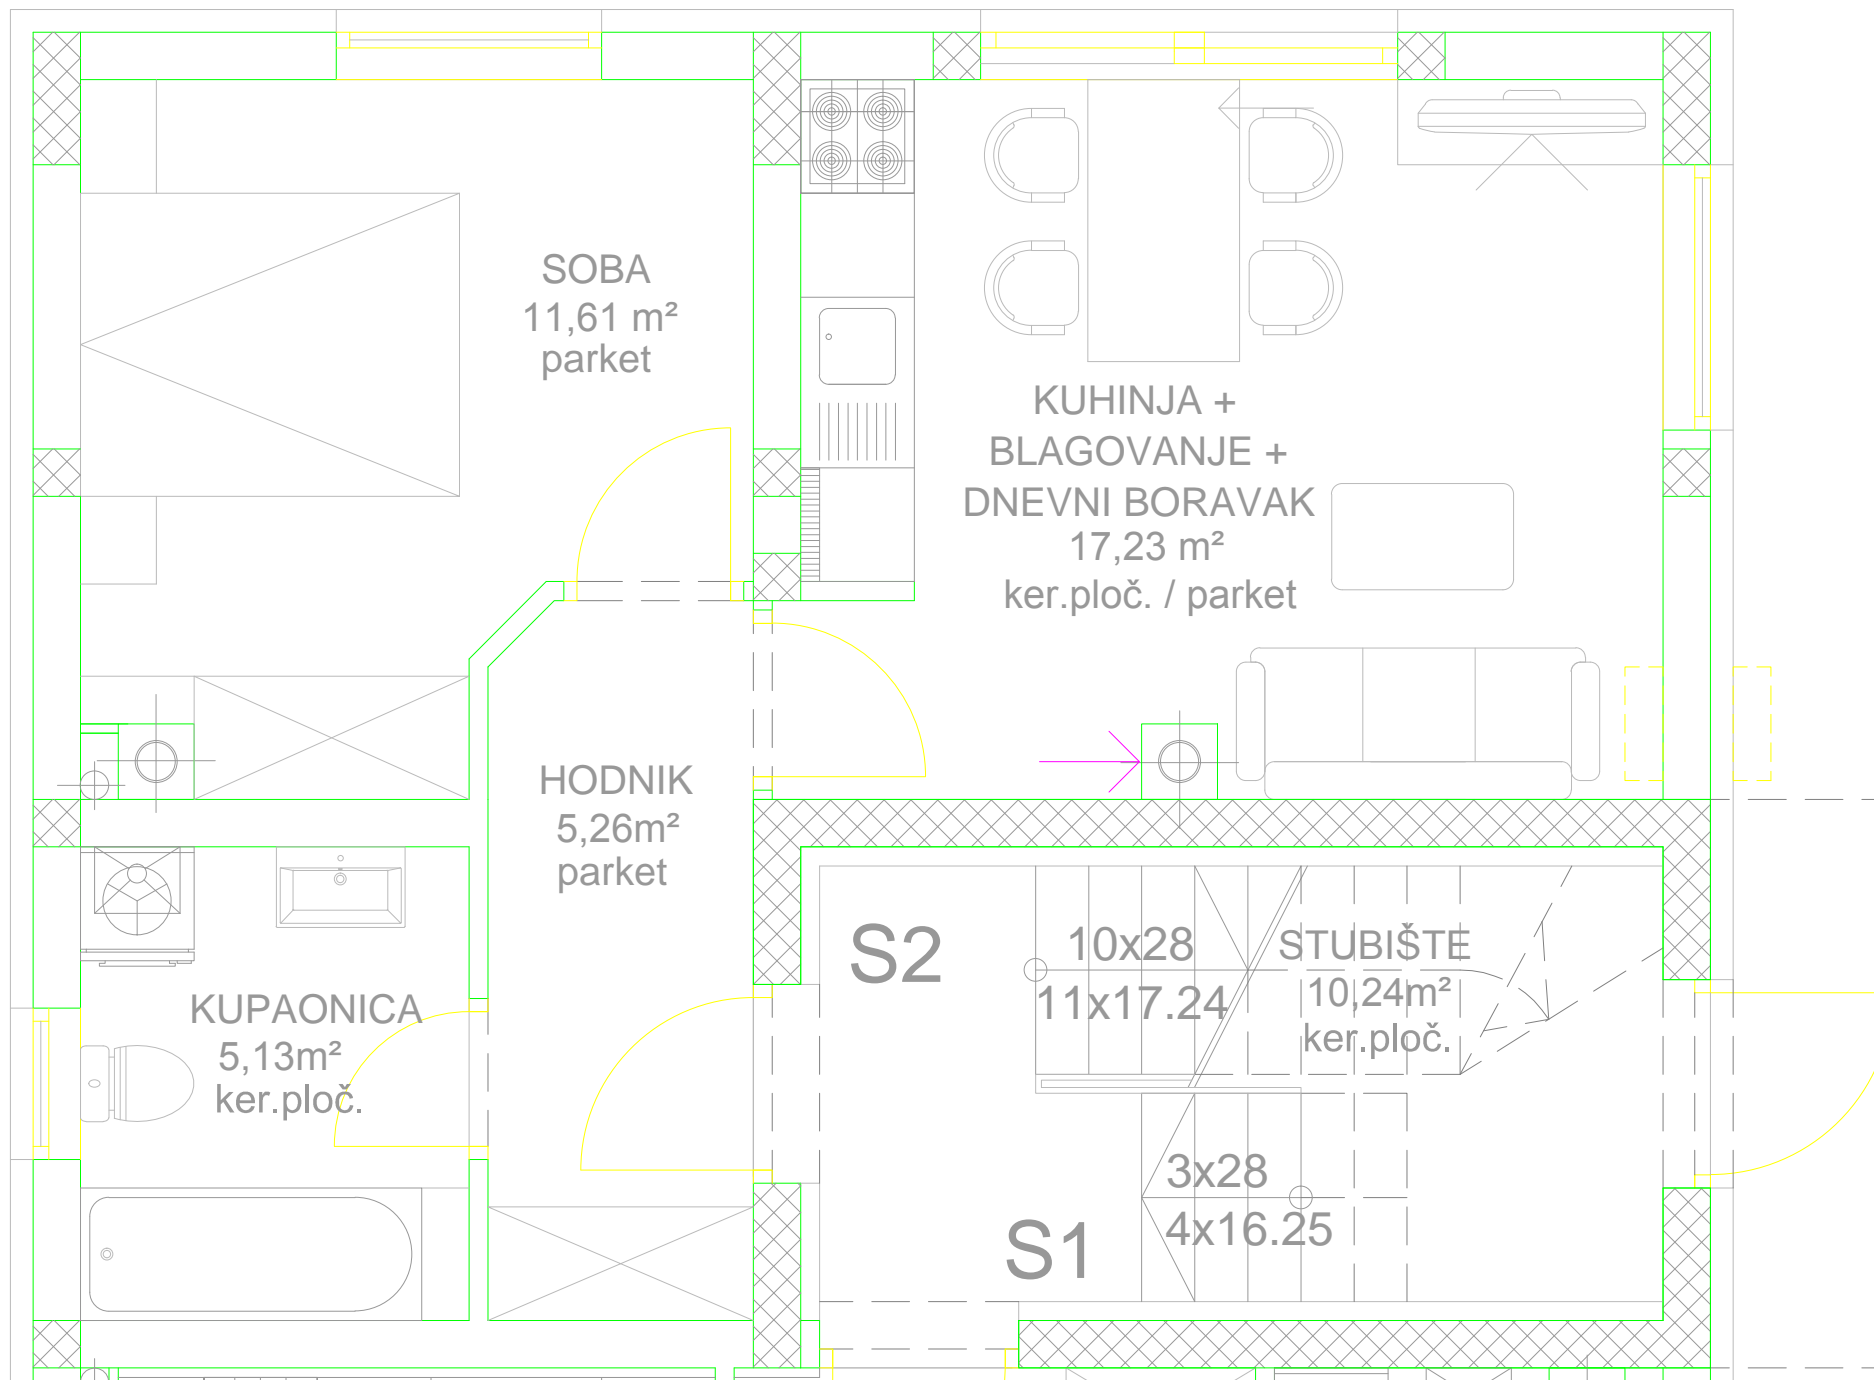 SOBA
11,61 m²
parket
KUHINJA +
BLAGOVANJE +
DNEVNI BORAVAK
17,23 m²
ker.ploč. / parket
HODNIK
5,26m²
parket
KUPAONICA
5,13m²
ker.ploč.
S2
10x28
11x17.24
STUBIŠTE
10,24m²
ker.ploč.
3x28
4x16.25
S1